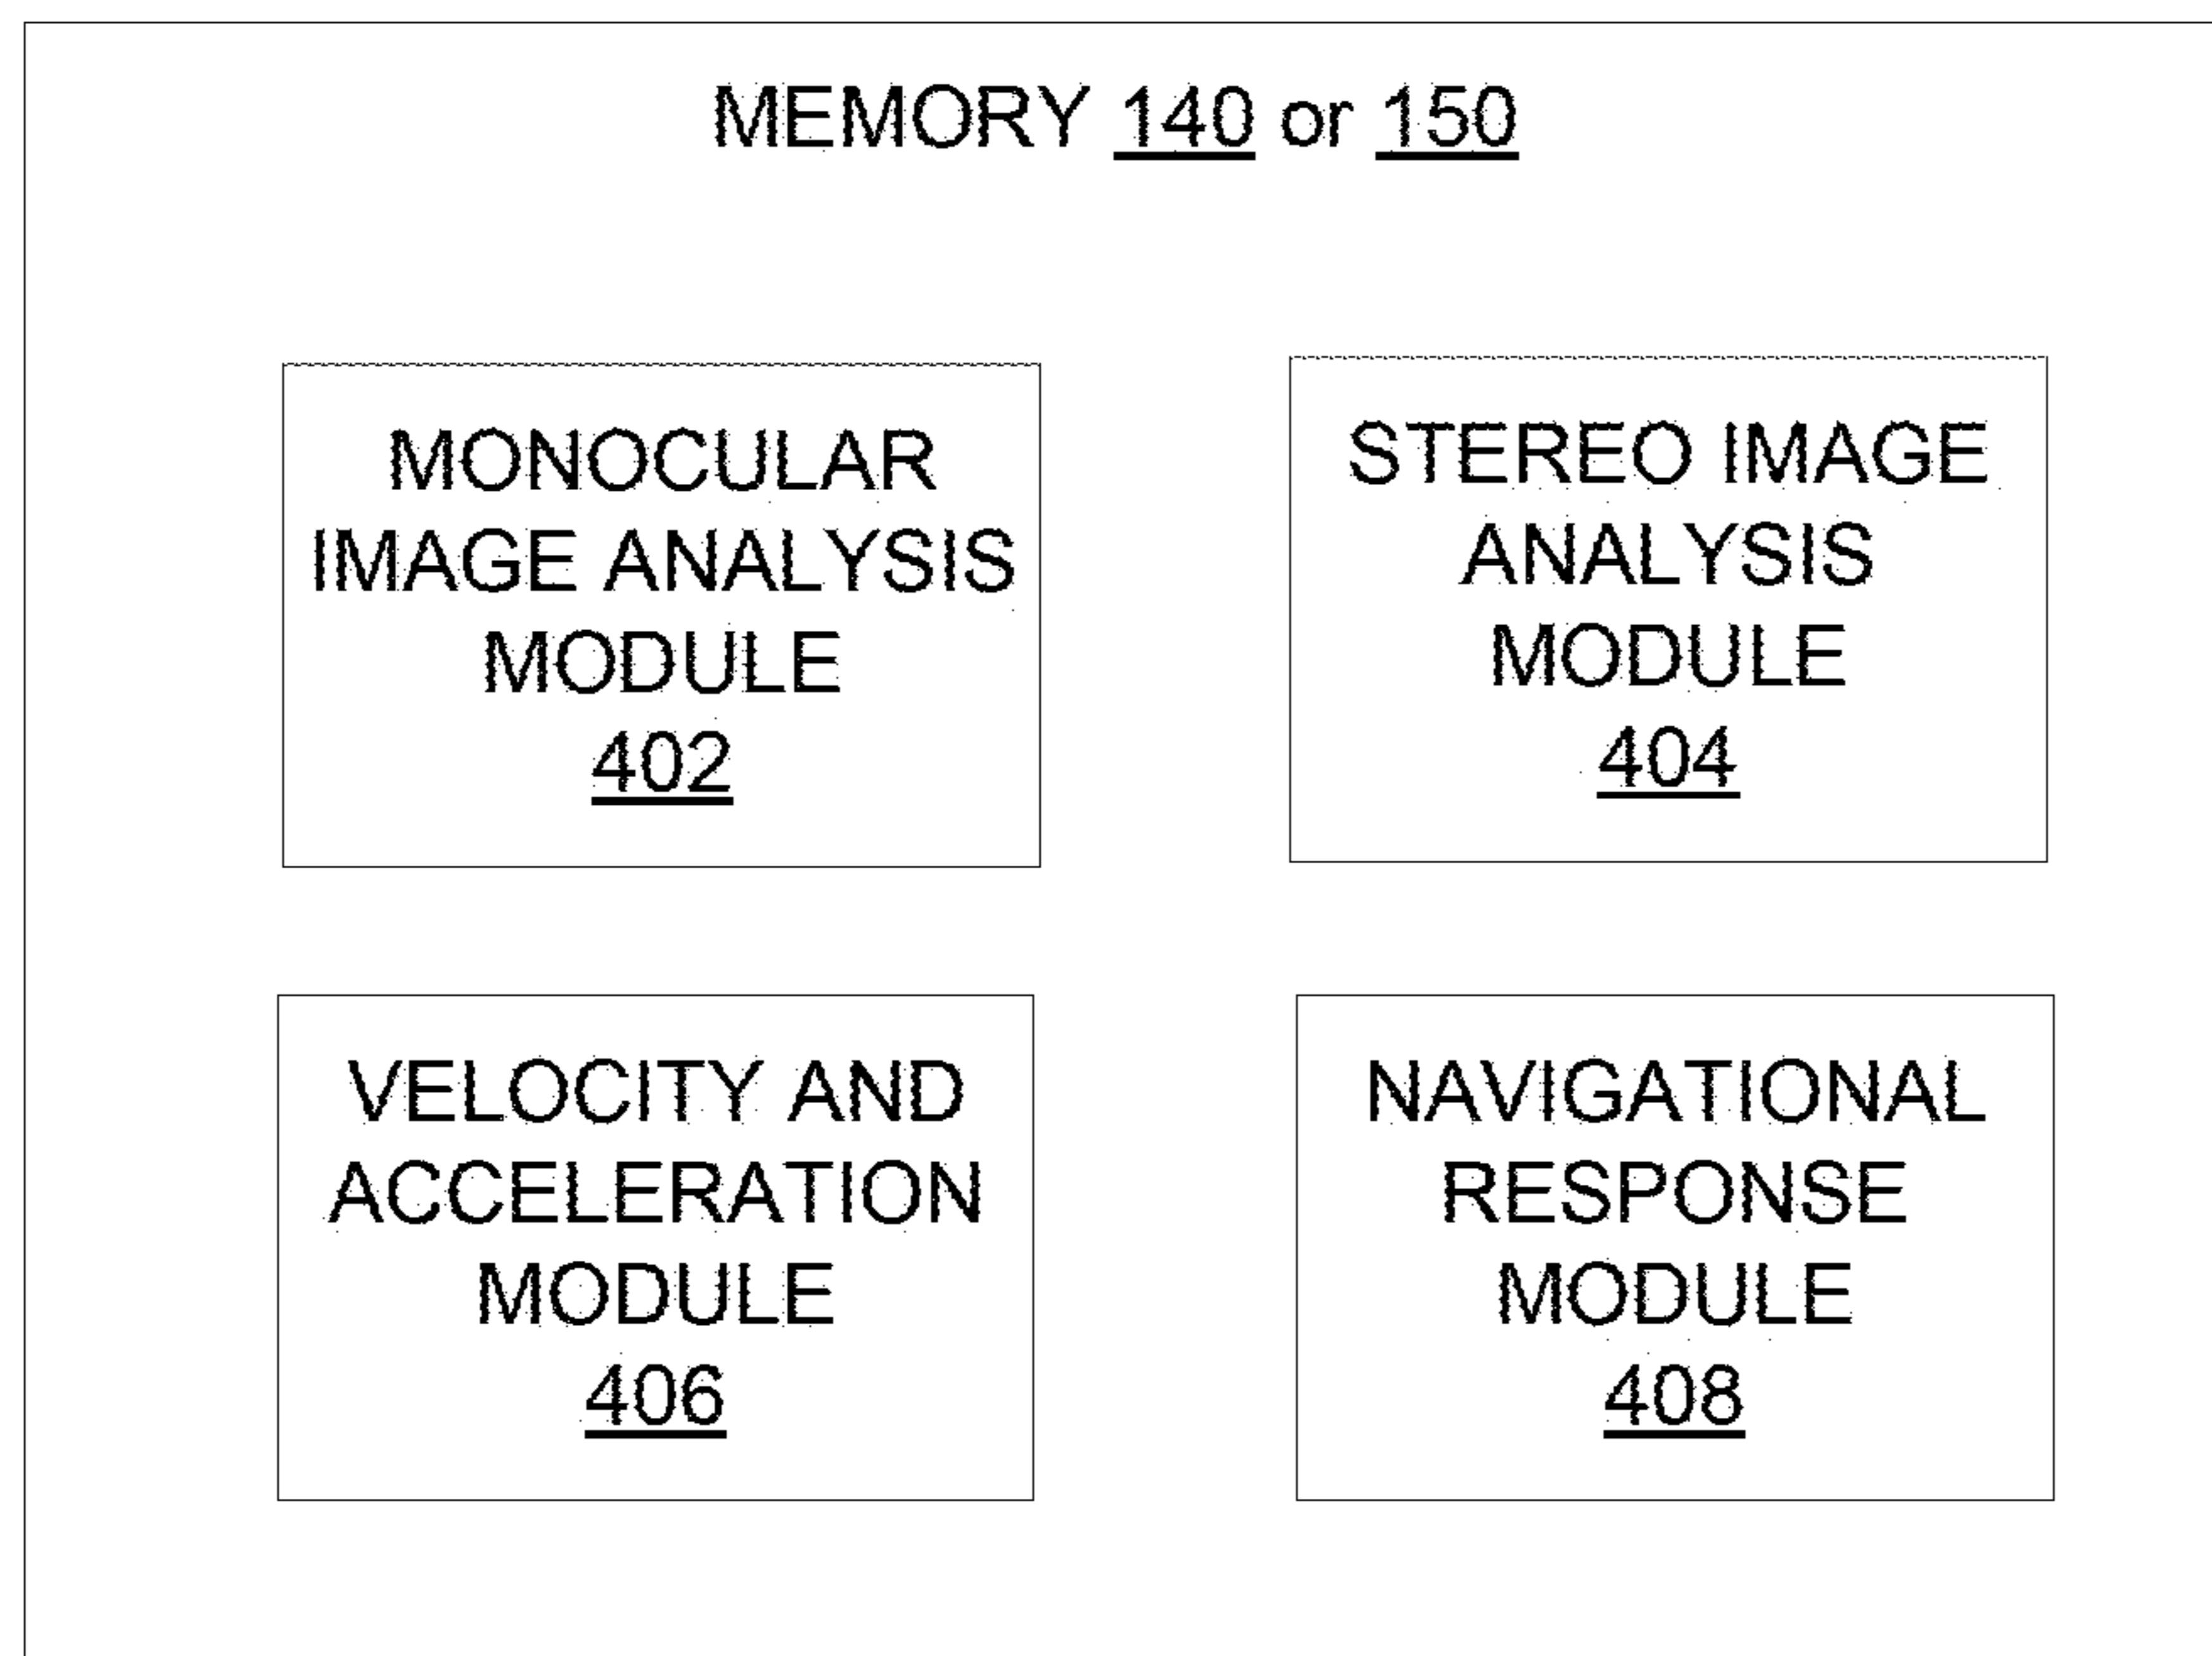 MEMORY 140 or 150
MONOCULAR
IMAGE ANALYSIS
MODULE
402
STEREO IMAGE
ANALYSIS
MODULE
404
VELOCITY AND
ACCELERATION
MODULE
406
NAVIGATIONAL
RESPONSE
MODULE
408